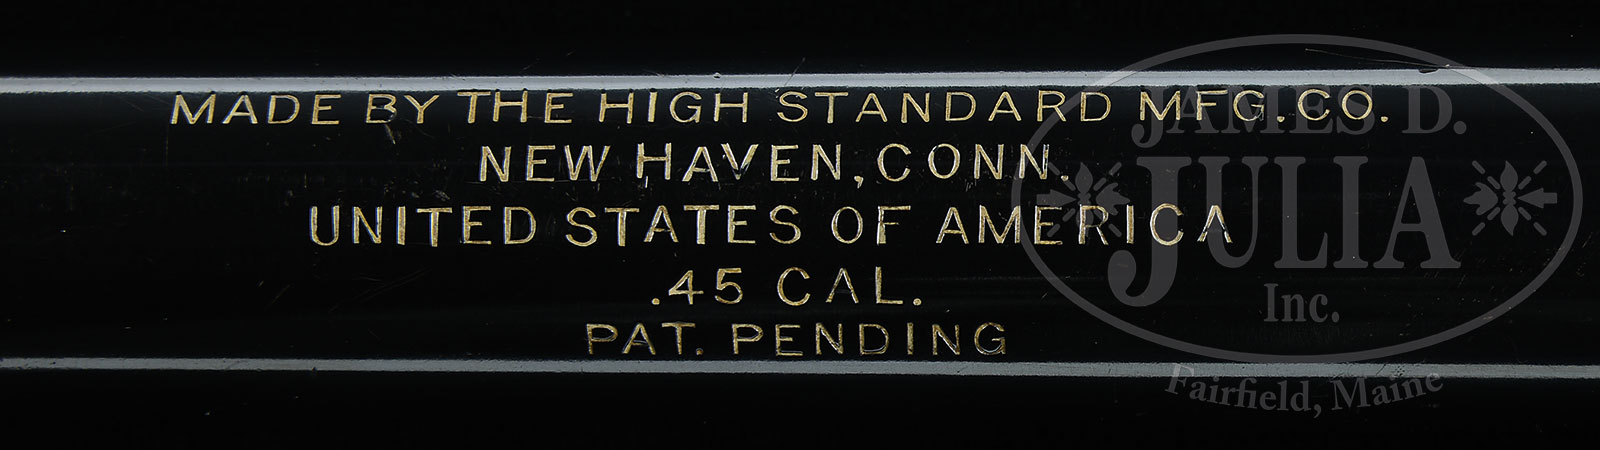 MADE BY THE HIGH STANDARD MFG. CO.
NEW HAVEN, CONN.
UNITED STATES OF AMERICA
.45 CAL.
PAT. PENDING
JAMES D.
JULIA
Inc.
Fairfield, Maine